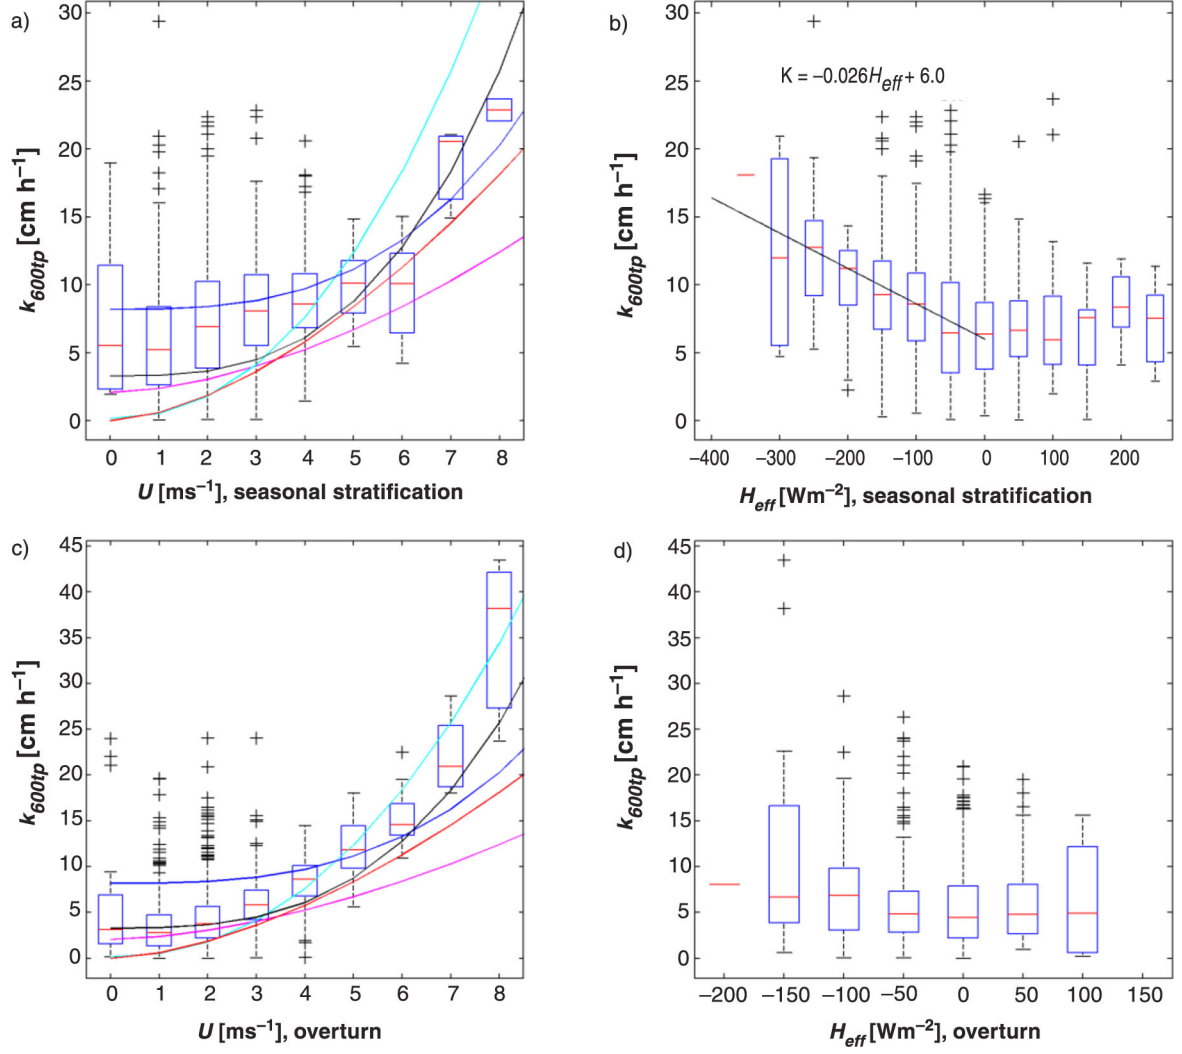 a)
30
25
20
15
10
5
0
k600tp [cm h−1]
0 1 2 3 4 5 6 7 8
U [ms−1], seasonal stratification
b)
30
25
20
15
10
5
0
k600tp [cm h−1]
K = −0.026Heff + 6.0
−400 −300 −200 −100 0 100 200
Heff [Wm−2], seasonal stratification
c)
45
40
35
30
25
20
15
10
5
0
k600tp [cm h−1]
0 1 2 3 4 5 6 7 8
U [ms−1], overturn
d)
45
40
35
30
25
20
15
10
5
0
k600tp [cm h−1]
−200 −150 −100 −50 0 50 100 150
Heff [Wm−2], overturn